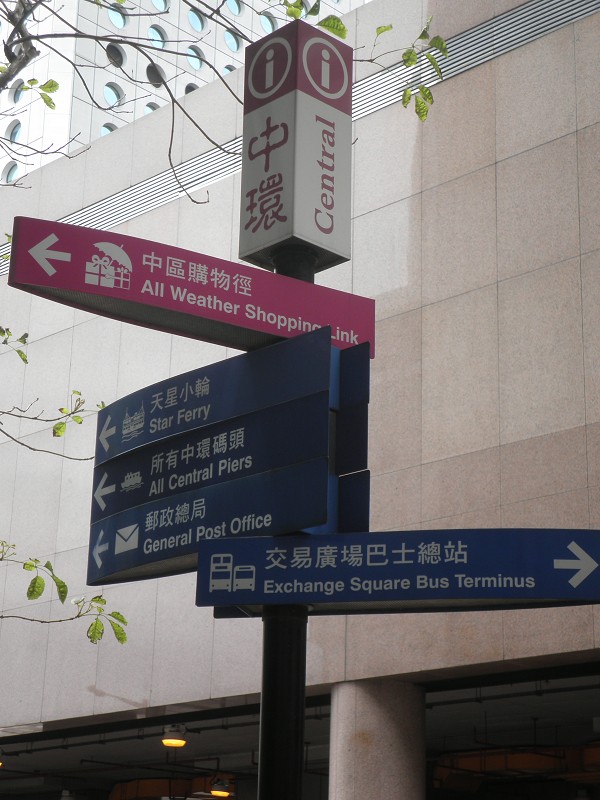 中環
Central
中區購物徑
All Weather Shopping Link
天星小輪
Star Ferry
所有中環碼頭
All Central Piers
郵政總局
General Post Office
交易廣場巴士總站
Exchange Square Bus Terminus